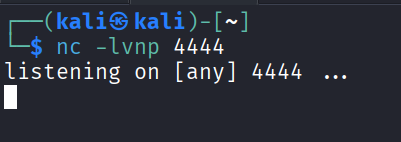 ┌──(kali㉿kali)-[~]
└─$ nc -lvnp 4444
listening on [any] 4444 ...